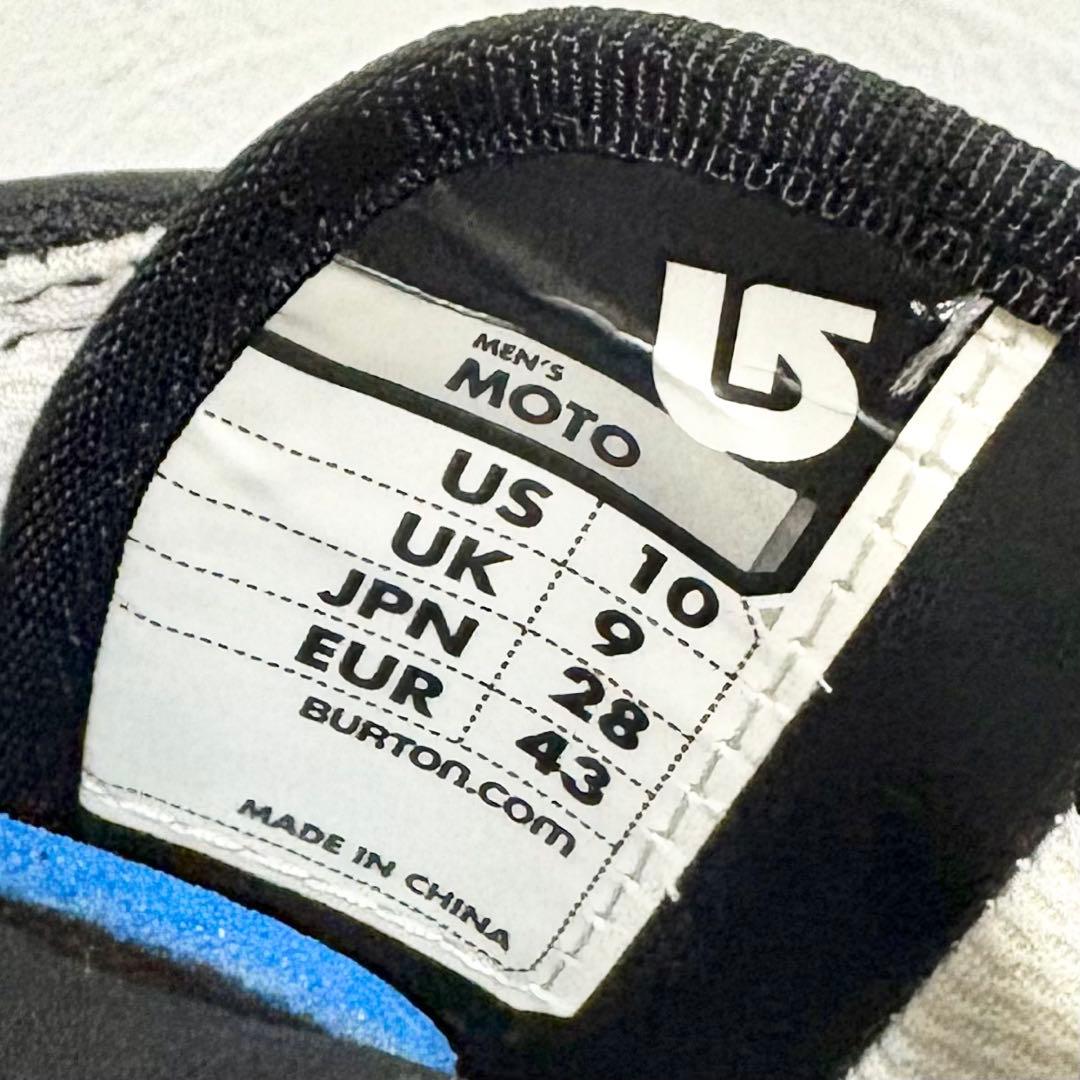 MEN'S
MOTO
US 10
UK 9
JPN 28
EUR 43
BURTON.COM
MADE IN CHINA